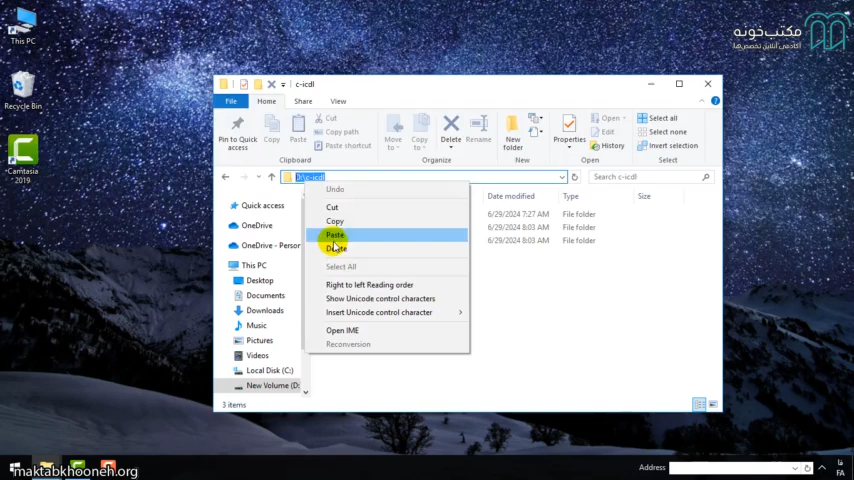 This PC
مکتب‌خونه
آکادمی آنلاین تخصص‌ها
Recycle Bin
Camtasia
2019
c-icdl
File
Home
Share
View
Pin to Quick
access
Copy
Paste
Cut
Copy path
Paste shortcut
Clipboard
Move
to
Copy
to
Delete
Rename
Organize
New
folder
New
Properties
Open
Edit
History
Open
Select all
Select none
Invert selection
Select
D:\c-icdl
Search c-icdl
Undo
Cut
Copy
Paste
Delete
Select All
Right to left Reading order
Show Unicode control characters
Insert Unicode control character
Open IME
Reconversion
Date modified
Type
Size
6/29/2024 7:27 AM
File folder
6/29/2024 8:03 AM
File folder
6/29/2024 8:03 AM
File folder
Quick access
OneDrive
OneDrive - Person
This PC
Desktop
Documents
Downloads
Music
Pictures
Videos
Local Disk (C:)
New Volume (D:
3 items
maktabkhooneh.org
Address
فا
FA